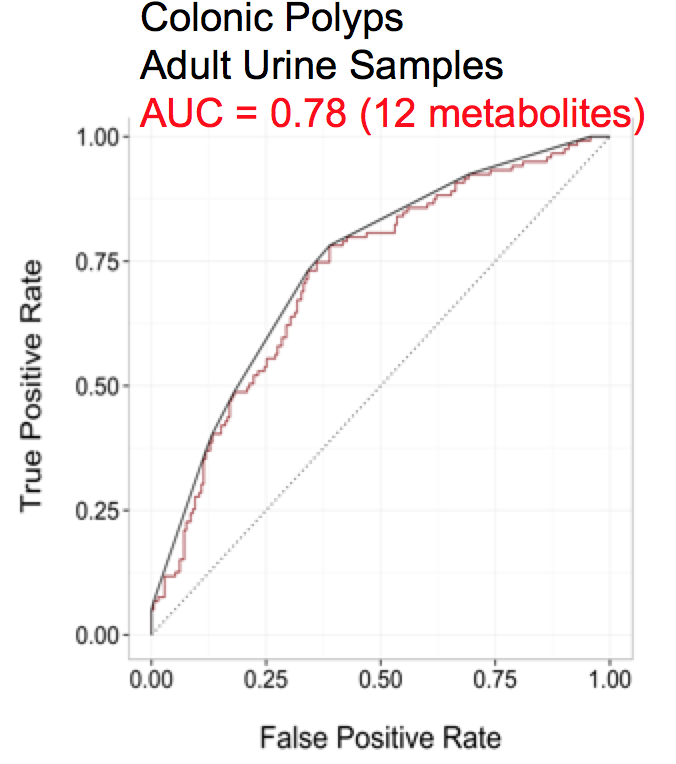 Colonic Polyps
Adult Urine Samples
AUC = 0.78 (12 metabolites)
1.00
0.75
0.50
0.25
0.00
True Positive Rate
0.00 0.25 0.50 0.75 1.00
False Positive Rate